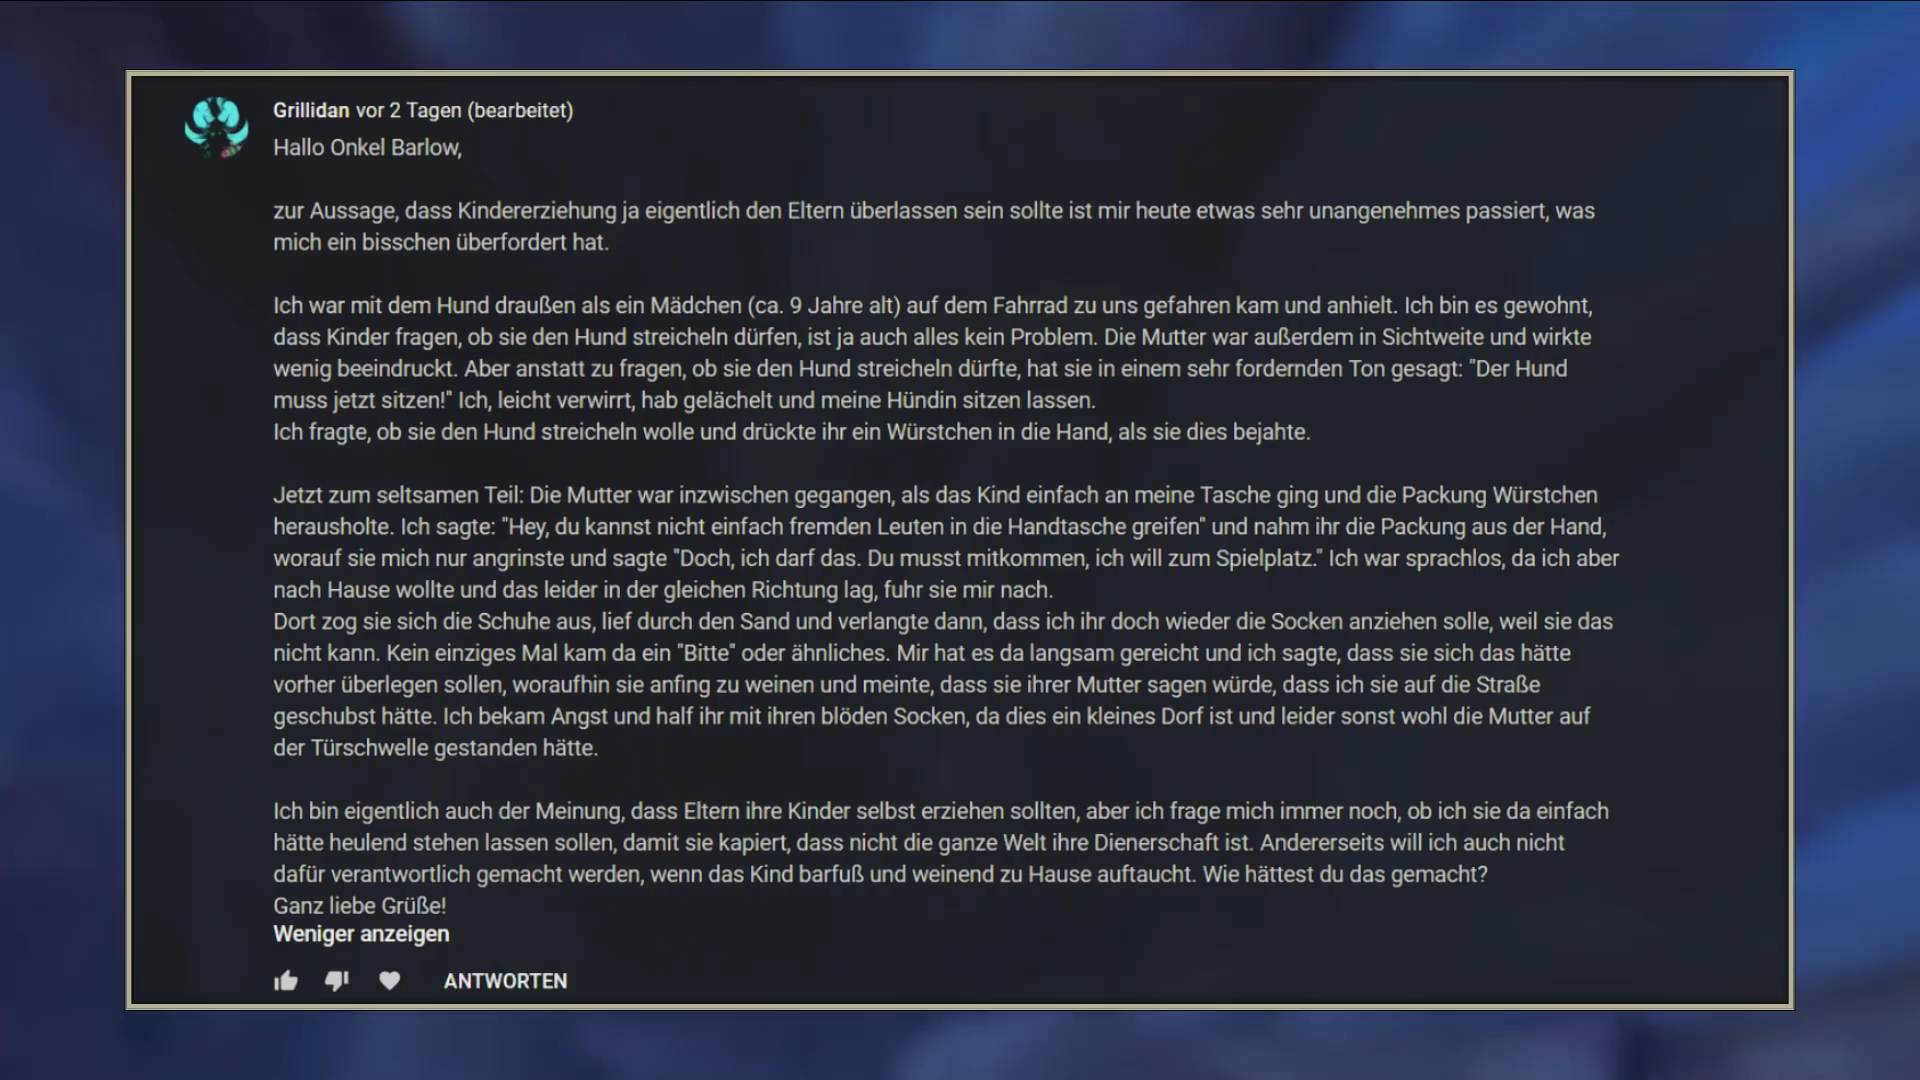 Grillidan vor 2 Tagen (bearbeitet)
Hallo Onkel Barlow,
zur Aussage, dass Kindererziehung ja eigentlich den Eltern überlassen sein sollte ist mir heute etwas sehr unangenehmes passiert, was
mich ein bisschen überfordert hat.
Ich war mit dem Hund draußen als ein Mädchen (ca. 9 Jahre alt) auf dem Fahrrad zu uns gefahren kam und anhielt. Ich bin es gewohnt,
dass Kinder fragen, ob sie den Hund streicheln dürfen, ist ja auch alles kein Problem. Die Mutter war außerdem in Sichtweite und wirkte
wenig beeindruckt. Aber anstatt zu fragen, ob sie den Hund streicheln dürfte, hat sie in einem sehr fordernden Ton gesagt: "Der Hund
muss jetzt sitzen!" Ich, leicht verwirrt, hab gelächelt und meine Hündin sitzen lassen.
Ich fragte, ob sie den Hund streicheln wolle und drückte ihr ein Würstchen in die Hand, als sie dies bejahte.
Jetzt zum seltsamen Teil: Die Mutter war inzwischen gegangen, als das Kind einfach an meine Tasche ging und die Packung Würstchen
herausholte. Ich sagte: "Hey, du kannst nicht einfach fremden Leuten in die Handtasche greifen" und nahm ihr die Packung aus der Hand,
worauf sie mich nur angrinste und sagte "Doch, ich darf das. Du musst mitkommen, ich will zum Spielplatz." Ich war sprachlos, da ich aber
nach Hause wollte und das leider in der gleichen Richtung lag, fuhr sie mir nach.
Dort zog sie sich die Schuhe aus, lief durch den Sand und verlangte dann, dass ich ihr doch wieder die Socken anziehen solle, weil sie das
nicht kann. Kein einziges Mal kam da ein "Bitte" oder ähnliches. Mir hat es da langsam gereicht und ich sagte, dass sie sich das hätte
vorher überlegen sollen, woraufhin sie anfing zu weinen und meinte, dass sie ihrer Mutter sagen würde, dass ich sie auf die Straße
geschubst hätte. Ich bekam Angst und half ihr mit ihren blöden Socken, da dies ein kleines Dorf ist und leider sonst wohl die Mutter auf
der Türschwelle gestanden hätte.
Ich bin eigentlich auch der Meinung, dass Eltern ihre Kinder selbst erziehen sollten, aber ich frage mich immer noch, ob ich sie da einfach
hätte heulend stehen lassen sollen, damit sie kapiert, dass nicht die ganze Welt ihre Dienerschaft ist. Andererseits will ich auch nicht
dafür verantwortlich gemacht werden, wenn das Kind barfuß und weinend zu Hause auftaucht. Wie hättest du das gemacht?
Ganz liebe Grüße!
Weniger anzeigen
ANTWORTEN